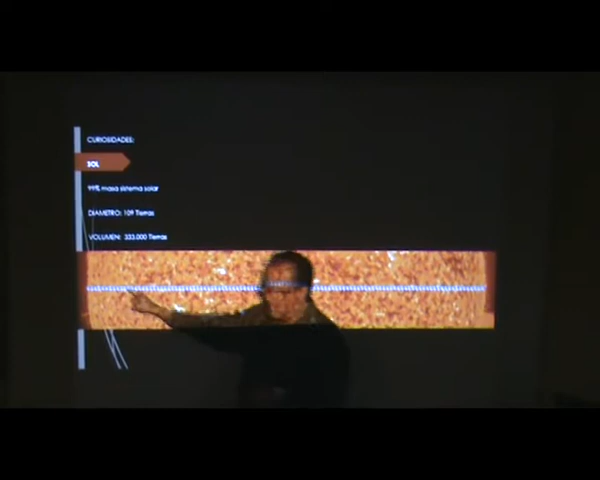 CURIOSIDADES:
SOL
99% masa sistema solar
DIAMETRO: 109 Tierras
VOLUMEN: 333.000 Tierras